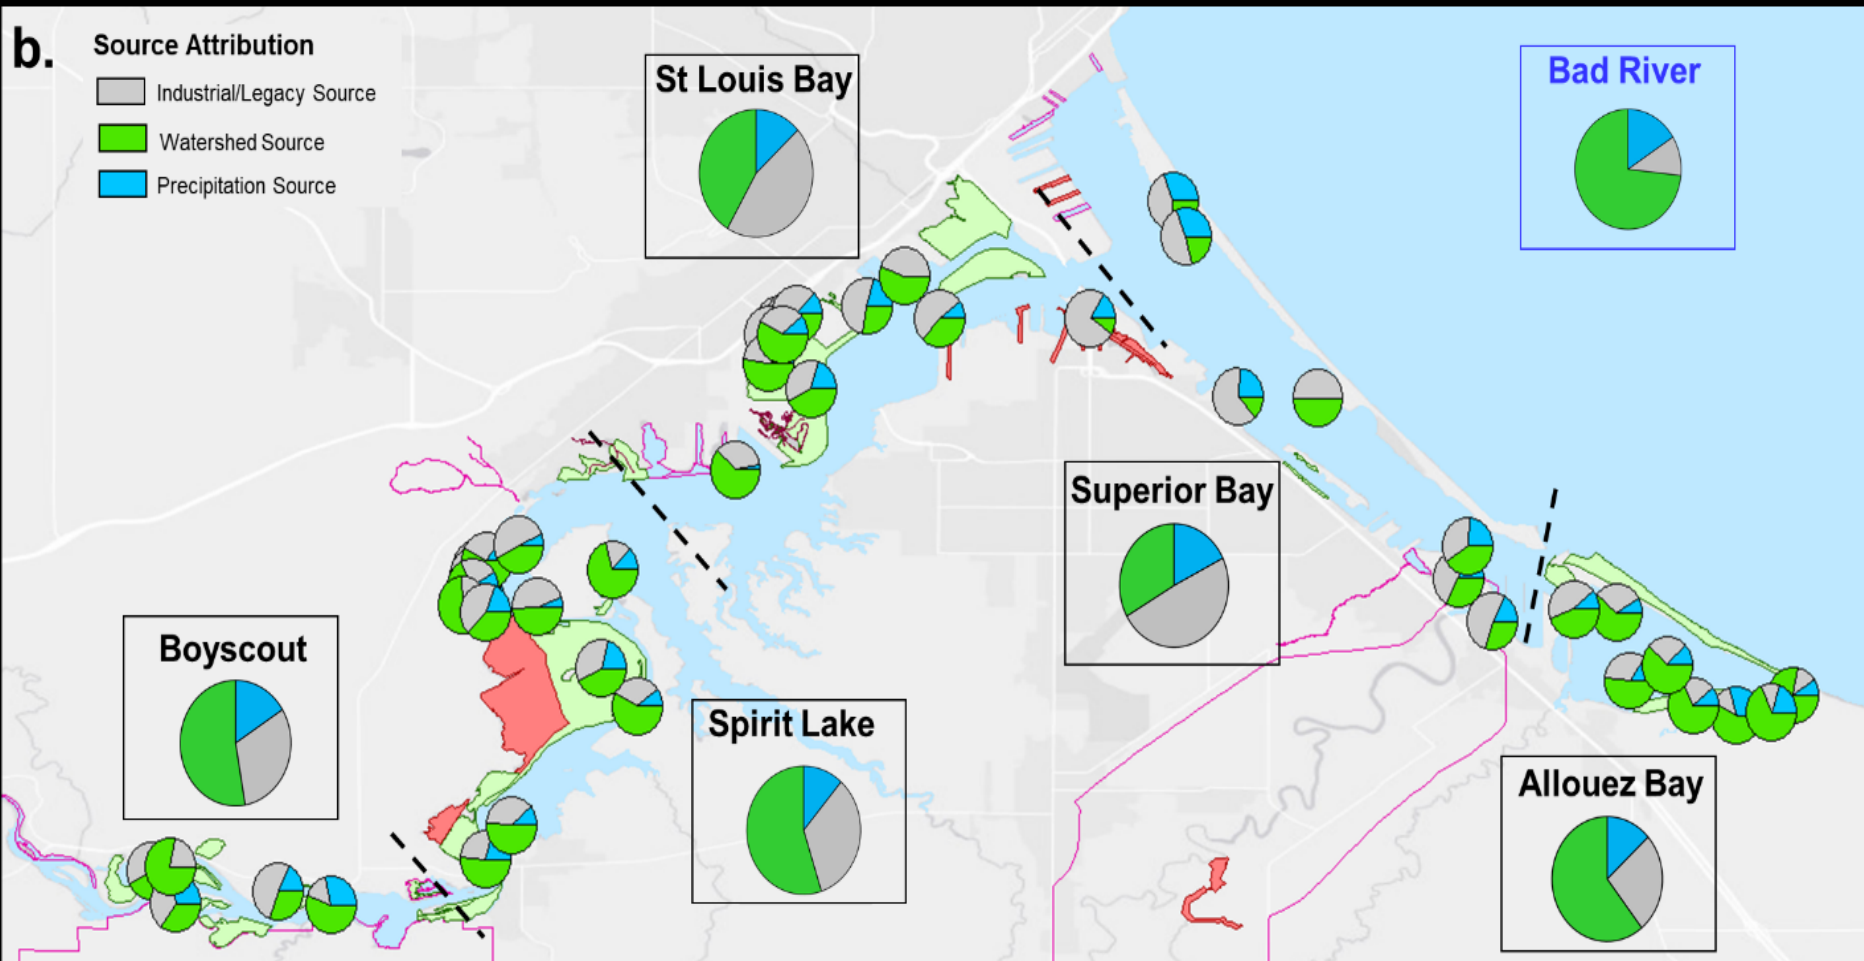 b.
Source Attribution
Industrial/Legacy Source
Watershed Source
Precipitation Source
St Louis Bay
Bad River
Superior Bay
Boyscout
Spirit Lake
Allouez Bay